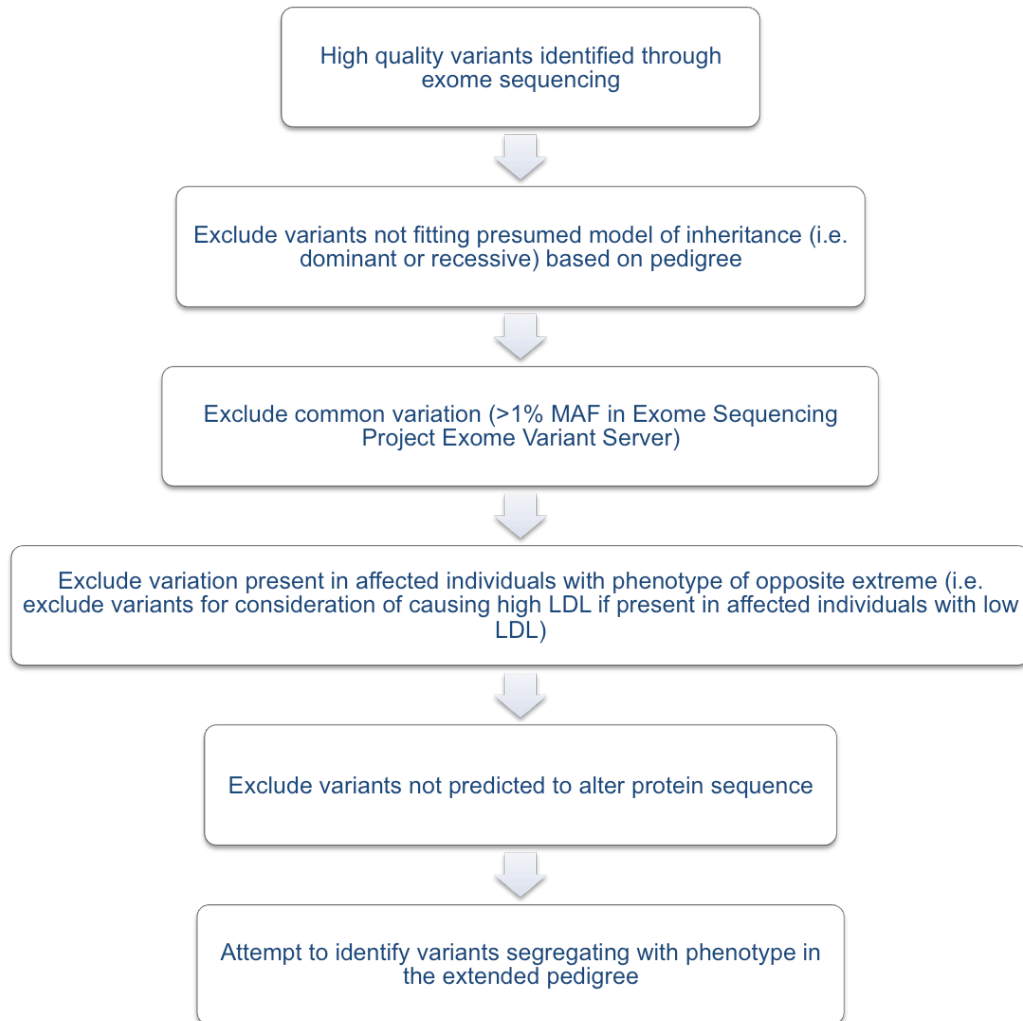 High quality variants identified through
exome sequencing
Exclude variants not fitting presumed model of inheritance (i.e.
dominant or recessive) based on pedigree
Exclude common variation (>1% MAF in Exome Sequencing
Project Exome Variant Server)
Exclude variation present in affected individuals with phenotype of opposite extreme (i.e.
exclude variants for consideration of causing high LDL if present in affected individuals with low
LDL)
Exclude variants not predicted to alter protein sequence
Attempt to identify variants segregating with phenotype in
the extended pedigree